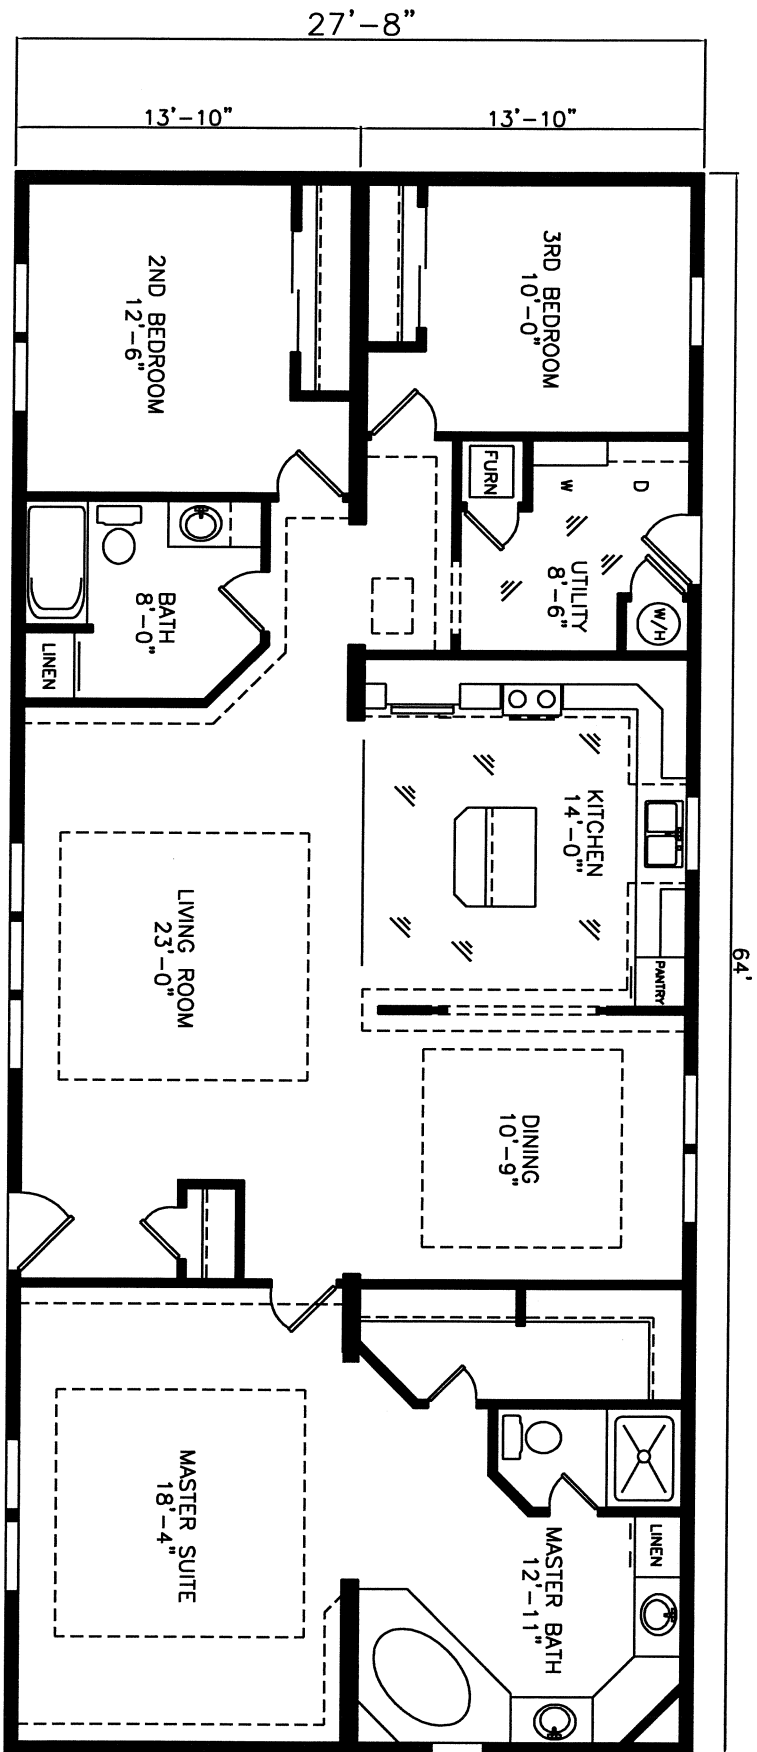 27'-8"
13'-10"
13'-10"
64'
2ND BEDROOM
12'-6"
3RD BEDROOM
10'-0"
FURN
W
D
UTILITY
8'-6"
W/H
BATH
8'-0"
LINEN
KITCHEN
14'-0'"
PANTRY
LIVING ROOM
23'-0"
DINING
10'-9"
MASTER SUITE
18'-4"
MASTER BATH
12'-11"
LINEN